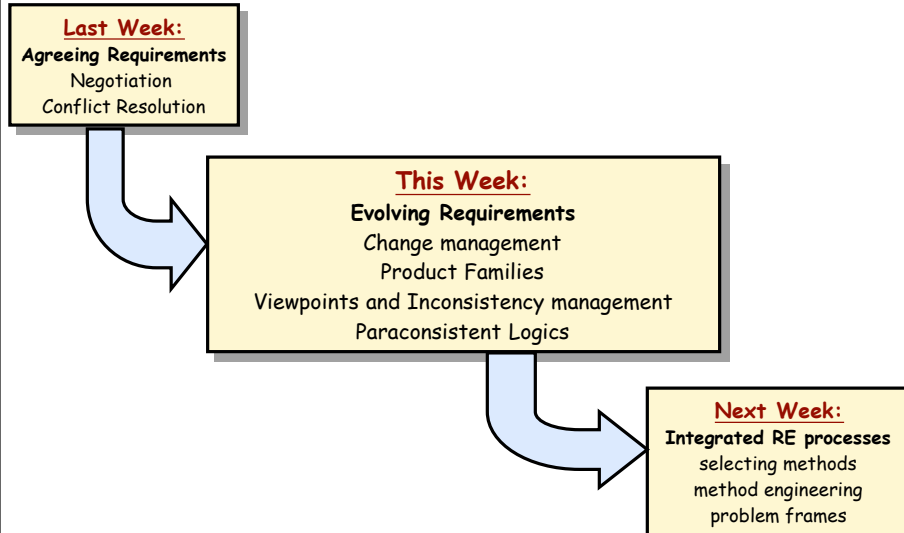 Last Week:
Agreeing Requirements
Negotiation
Conflict Resolution
This Week:
Evolving Requirements
Change management
Product Families
Viewpoints and Inconsistency management
Paraconsistent Logics
Next Week:
Integrated RE processes
selecting methods
method engineering
problem frames